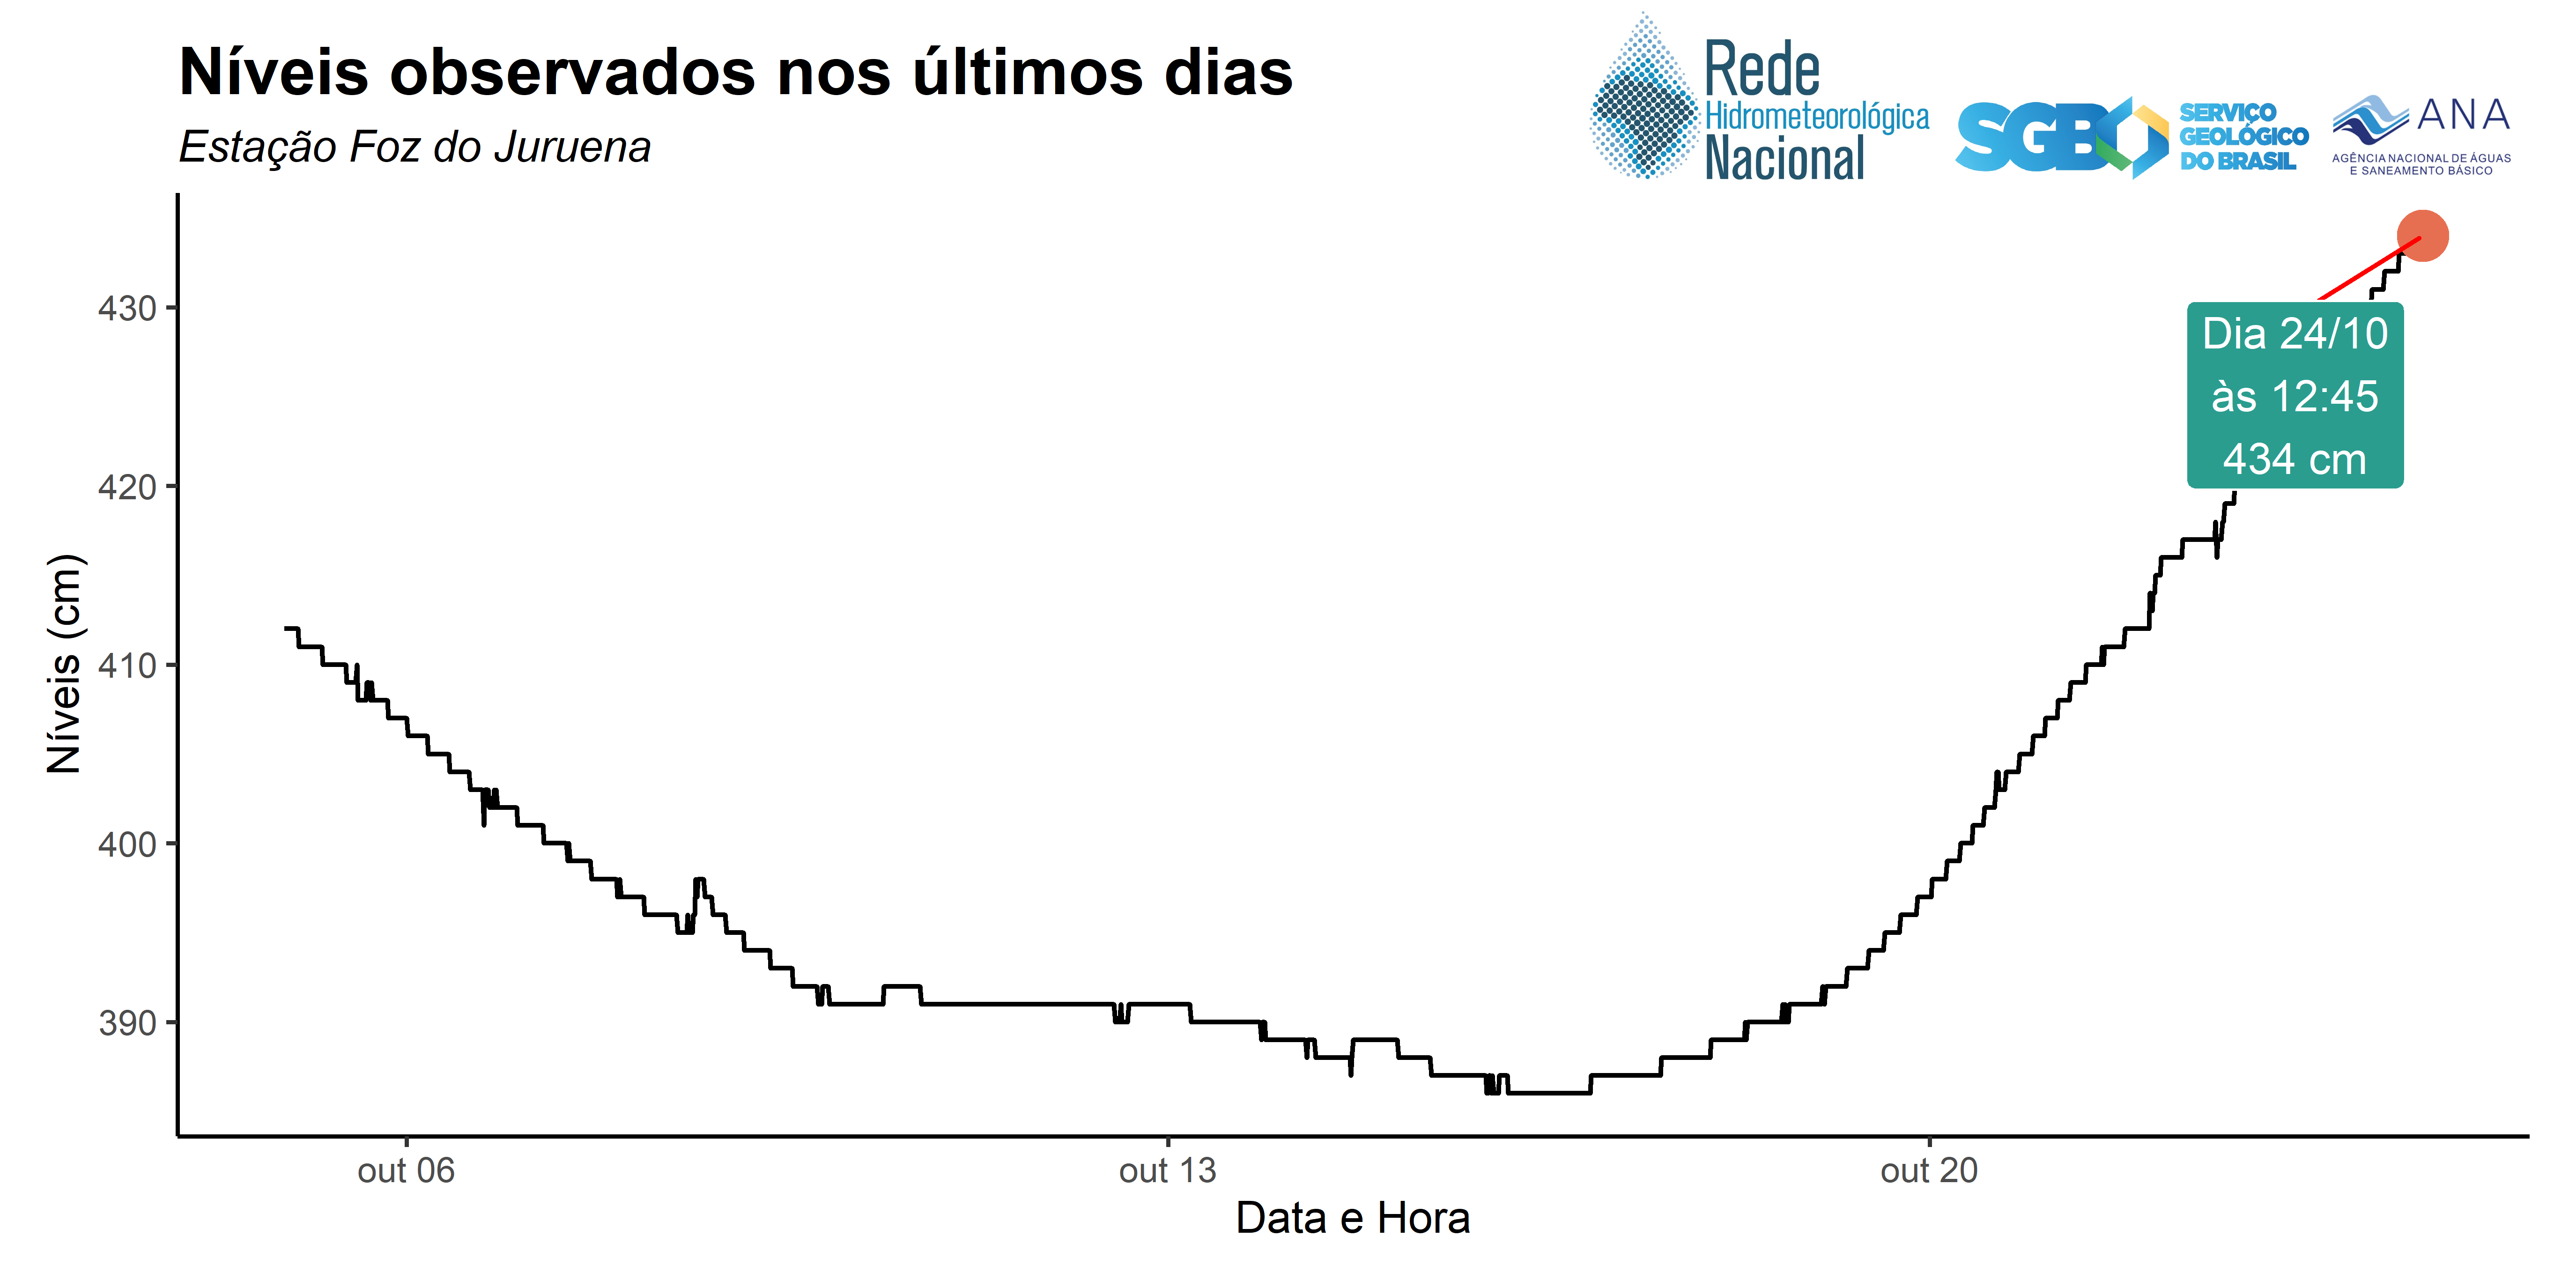 Níveis observados nos últimos dias
Estação Foz do Juruena
Rede
Hidrometeorológica
Nacional
SGB
SERVIÇO
GEOLÓGICO
DO BRASIL
ANA
AGÊNCIA NACIONAL DE ÁGUAS
E SANEAMENTO BÁSICO
Níveis (cm)
430
420
410
400
390
Dia 24/10
às 12:45
434 cm
out 06
out 13
out 20
Data e Hora